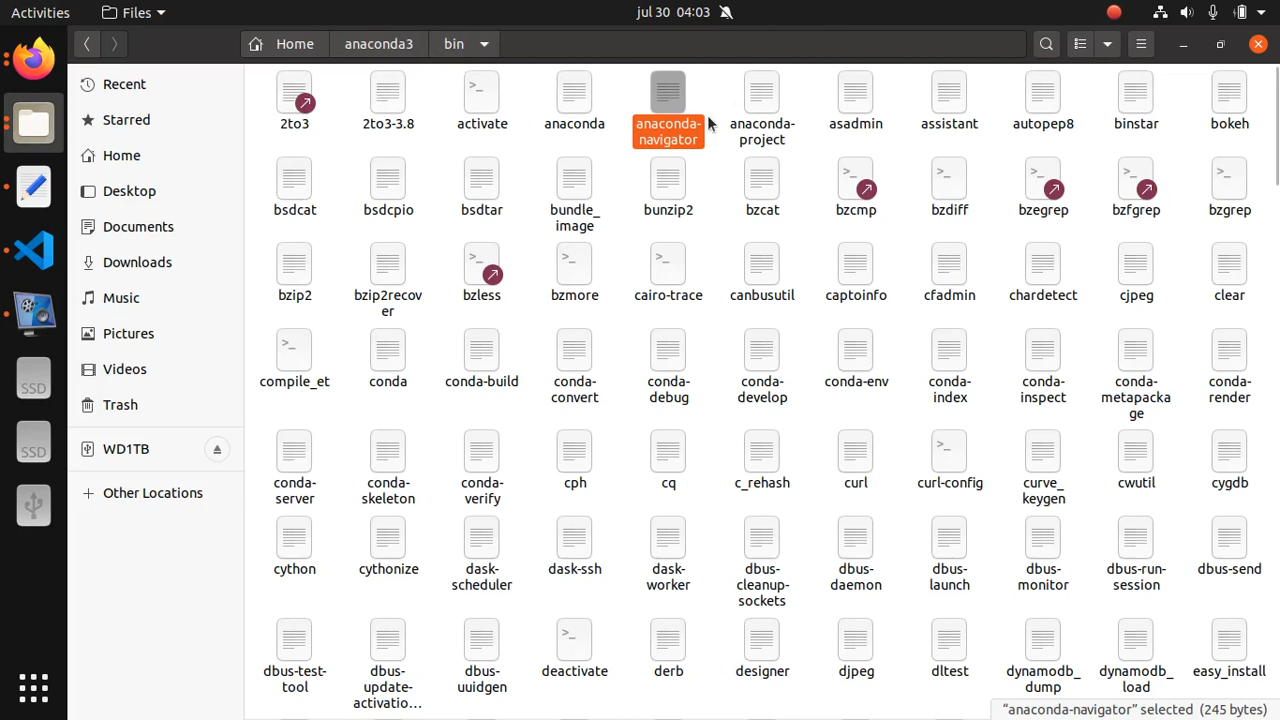 Activities
Files
jul 30 04:03
Home
anaconda3
bin
Recent
Starred
Home
Desktop
Documents
Downloads
Music
Pictures
Videos
Trash
WD1TB
Other Locations
SSD
SSD
2to3
2to3-3.8
activate
anaconda
anaconda-
navigator
anaconda-
project
asadmin
assistant
autopep8
binstar
bokeh
bsdcat
bsdcpio
bsdtar
bundle_
image
bunzip2
bzcat
bzcmp
bzdiff
bzegrep
bzfgrep
bzgrep
bzip2
bzip2recov
er
bzless
bzmore
cairo-trace
canbusutil
captoinfo
cfadmin
chardetect
cjpeg
clear
compile_et
conda
conda-build
conda-
convert
conda-
debug
conda-
develop
conda-env
conda-
index
conda-
inspect
conda-
metapacka
ge
conda-
render
conda-
server
conda-
skeleton
conda-
verify
cph
cq
c_rehash
curl
curl-config
curve_
keygen
cwutil
cygdb
cython
cythonize
dask-
scheduler
dask-ssh
dask-
worker
dbus-
cleanup-
sockets
dbus-
daemon
dbus-
launch
dbus-
monitor
dbus-run-
session
dbus-send
dbus-test-
tool
dbus-
update-
activatio…
dbus-
uuidgen
deactivate
derb
designer
djpeg
dltest
dynamodb_
dump
dynamodb_
load
easy_install
“anaconda-navigator” selected (245 bytes)